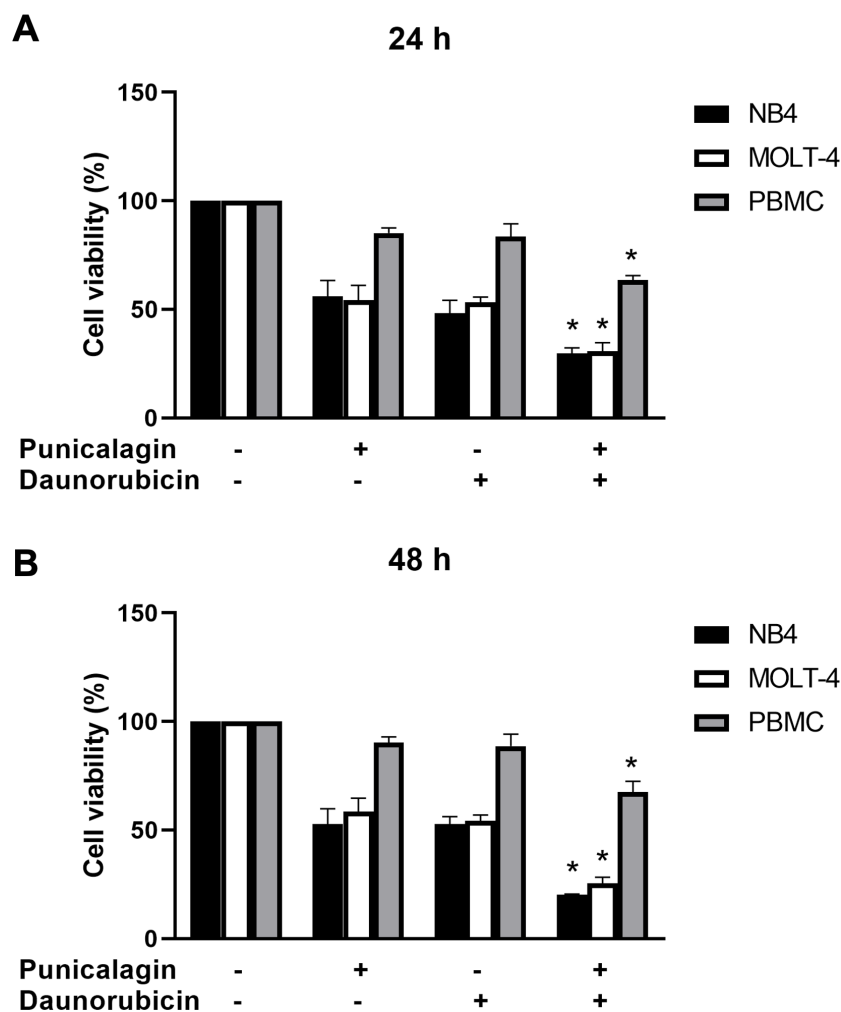 A
24 h
Cell viability (%)
150
100
50
0
NB4
MOLT-4
PBMC
* * *
Punicalagin - + - +
Daunorubicin - - + +
B
48 h
Cell viability (%)
150
100
50
0
NB4
MOLT-4
PBMC
* * *
Punicalagin - + - +
Daunorubicin - - + +